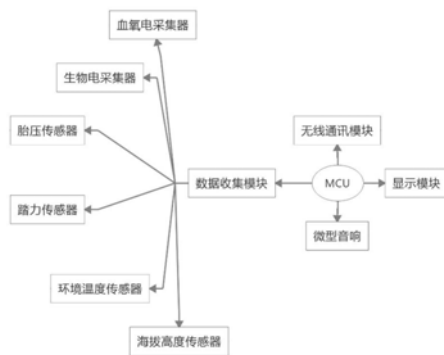 血氧电采集器
生物电采集器
胎压传感器
无线通讯模块
数据收集模块
MCU
显示模块
踏力传感器
微型音响
环境温度传感器
海拔高度传感器